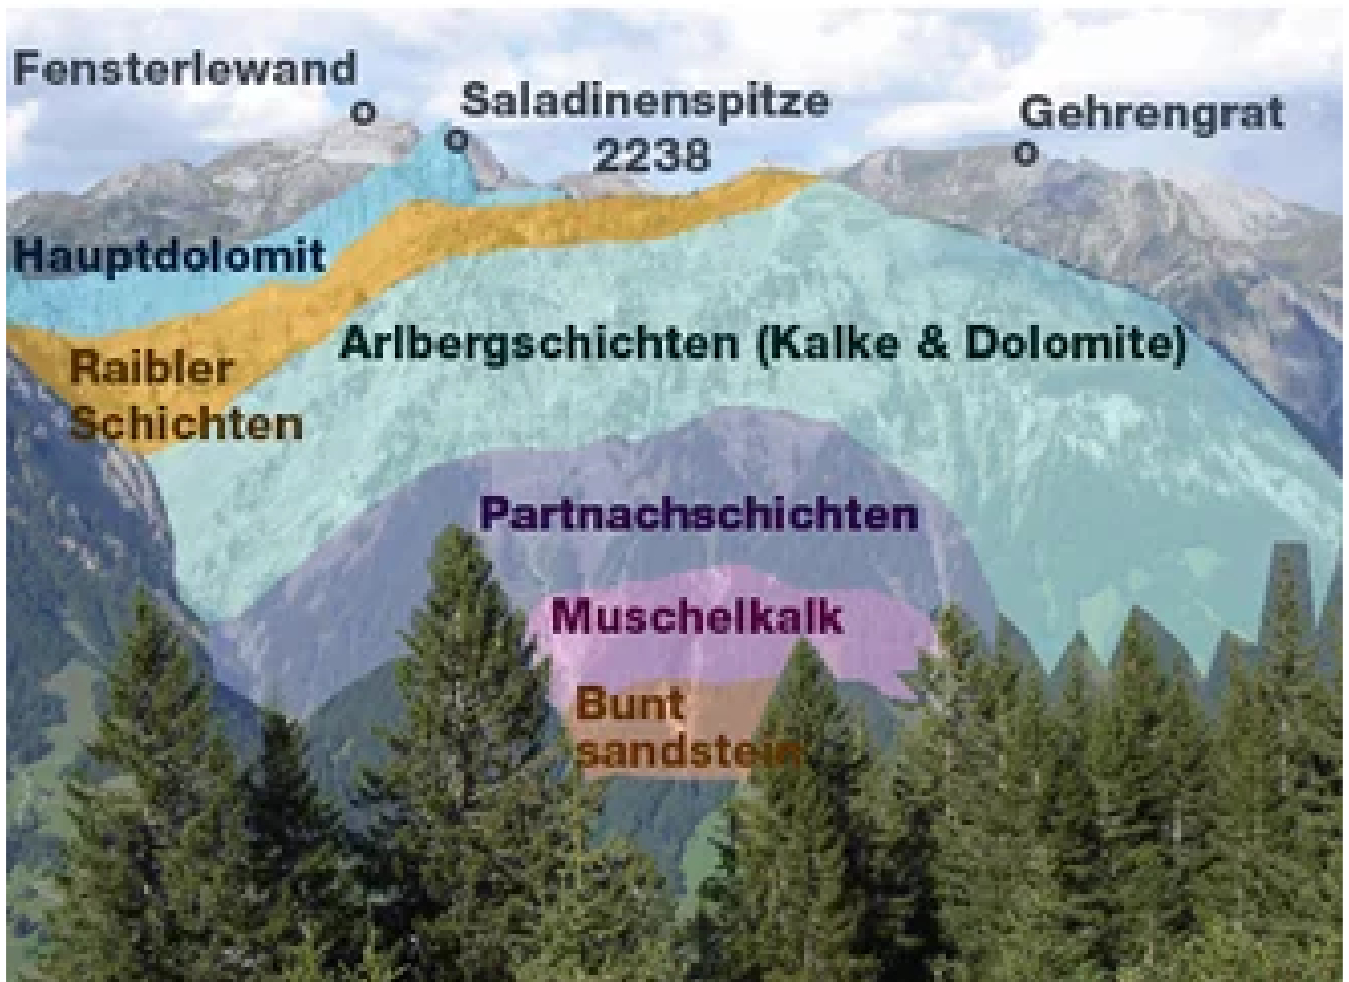 Fensterlewand
Saladinenspitze
2238
Gehrengrat
Hauptdolomit
Raibler
Schichten
Arlbergschichten (Kalke & Dolomite)
Partnachschichten
Muschelkalk
Bunt
sandstein